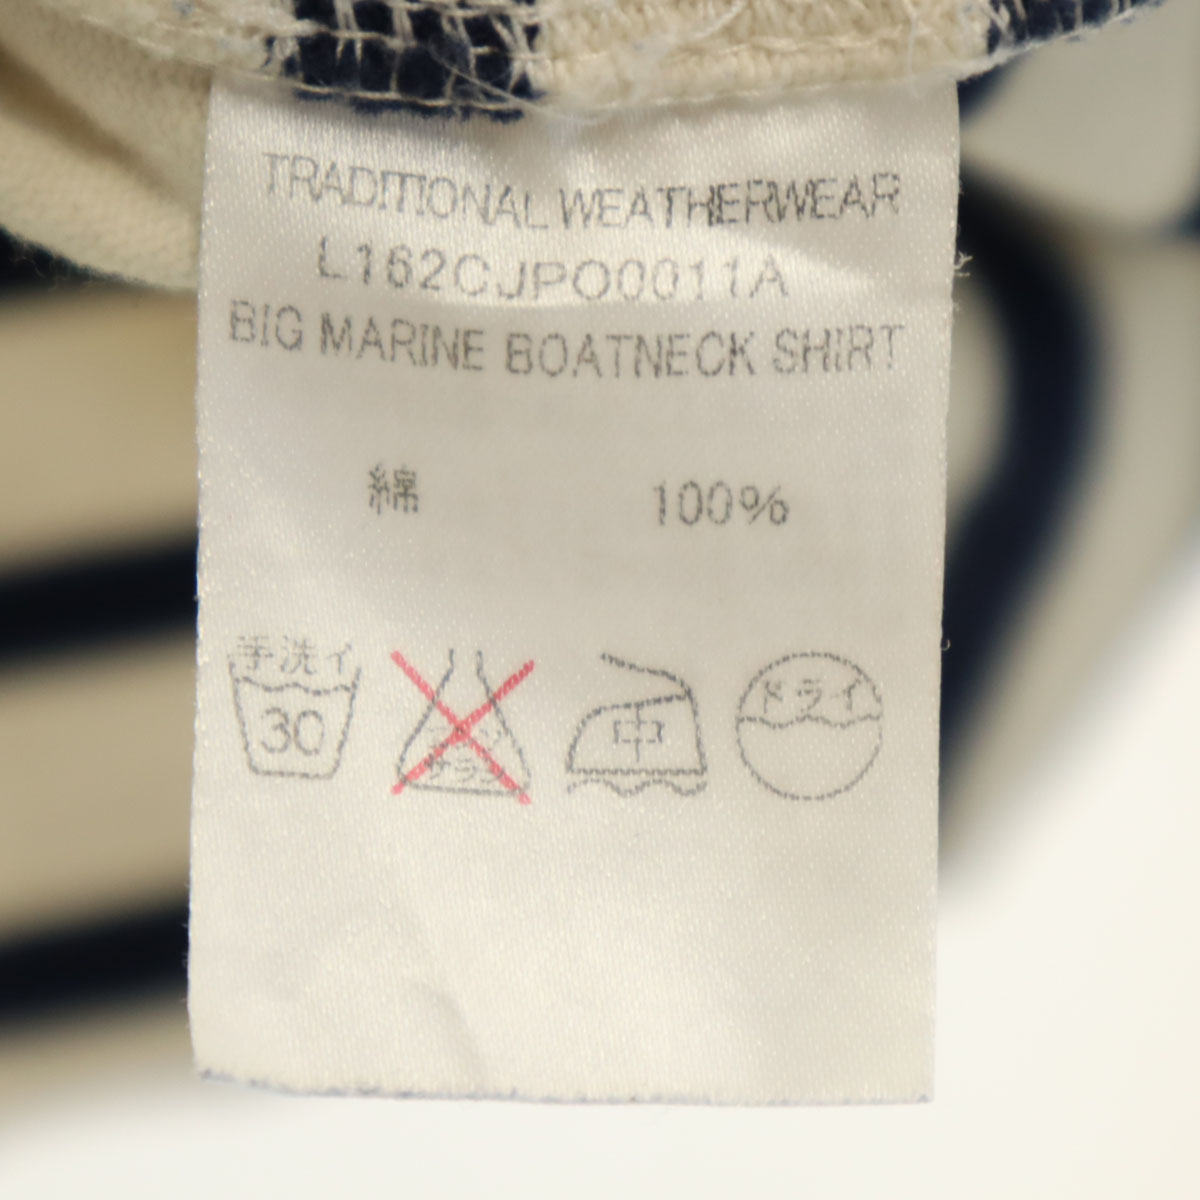 TRADITIONAL WEATHERWEAR
L162CJPO0011A
BIG MARINE BOATNECK SHIRT
綿 100%
手洗イ 30
中
ドライ